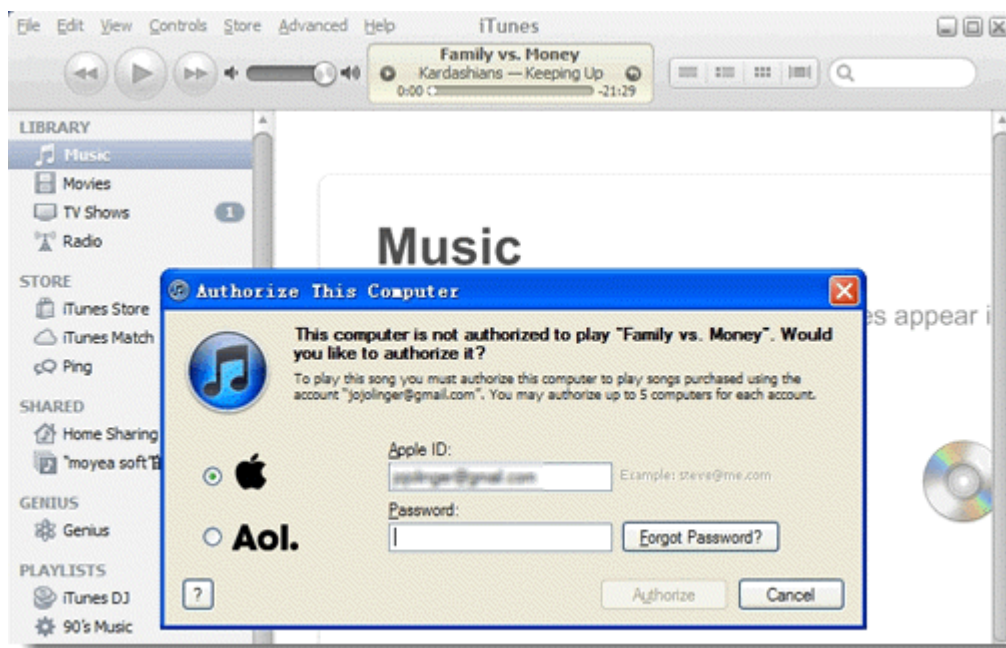 File Edit View Controls Store Advanced Help iTunes
Family vs. Money
Kardashians — Keeping Up
0:00 -21:29
LIBRARY
Music
Movies
TV Shows 1
Radio
STORE
iTunes Store
iTunes Match
Ping
SHARED
Home Sharing
"moyea soft"
GENIUS
Genius
PLAYLISTS
iTunes DJ
90's Music
Music
es appear i
Authorize This Computer
This computer is not authorized to play "Family vs. Money". Would
you like to authorize it?
To play this song you must authorize this computer to play songs purchased using the
account "jojolinger@gmail.com". You may authorize up to 5 computers for each account.
Apple ID:
Example: steve@me.com
Password:
Aol.
Forgot Password?
? Authorize Cancel